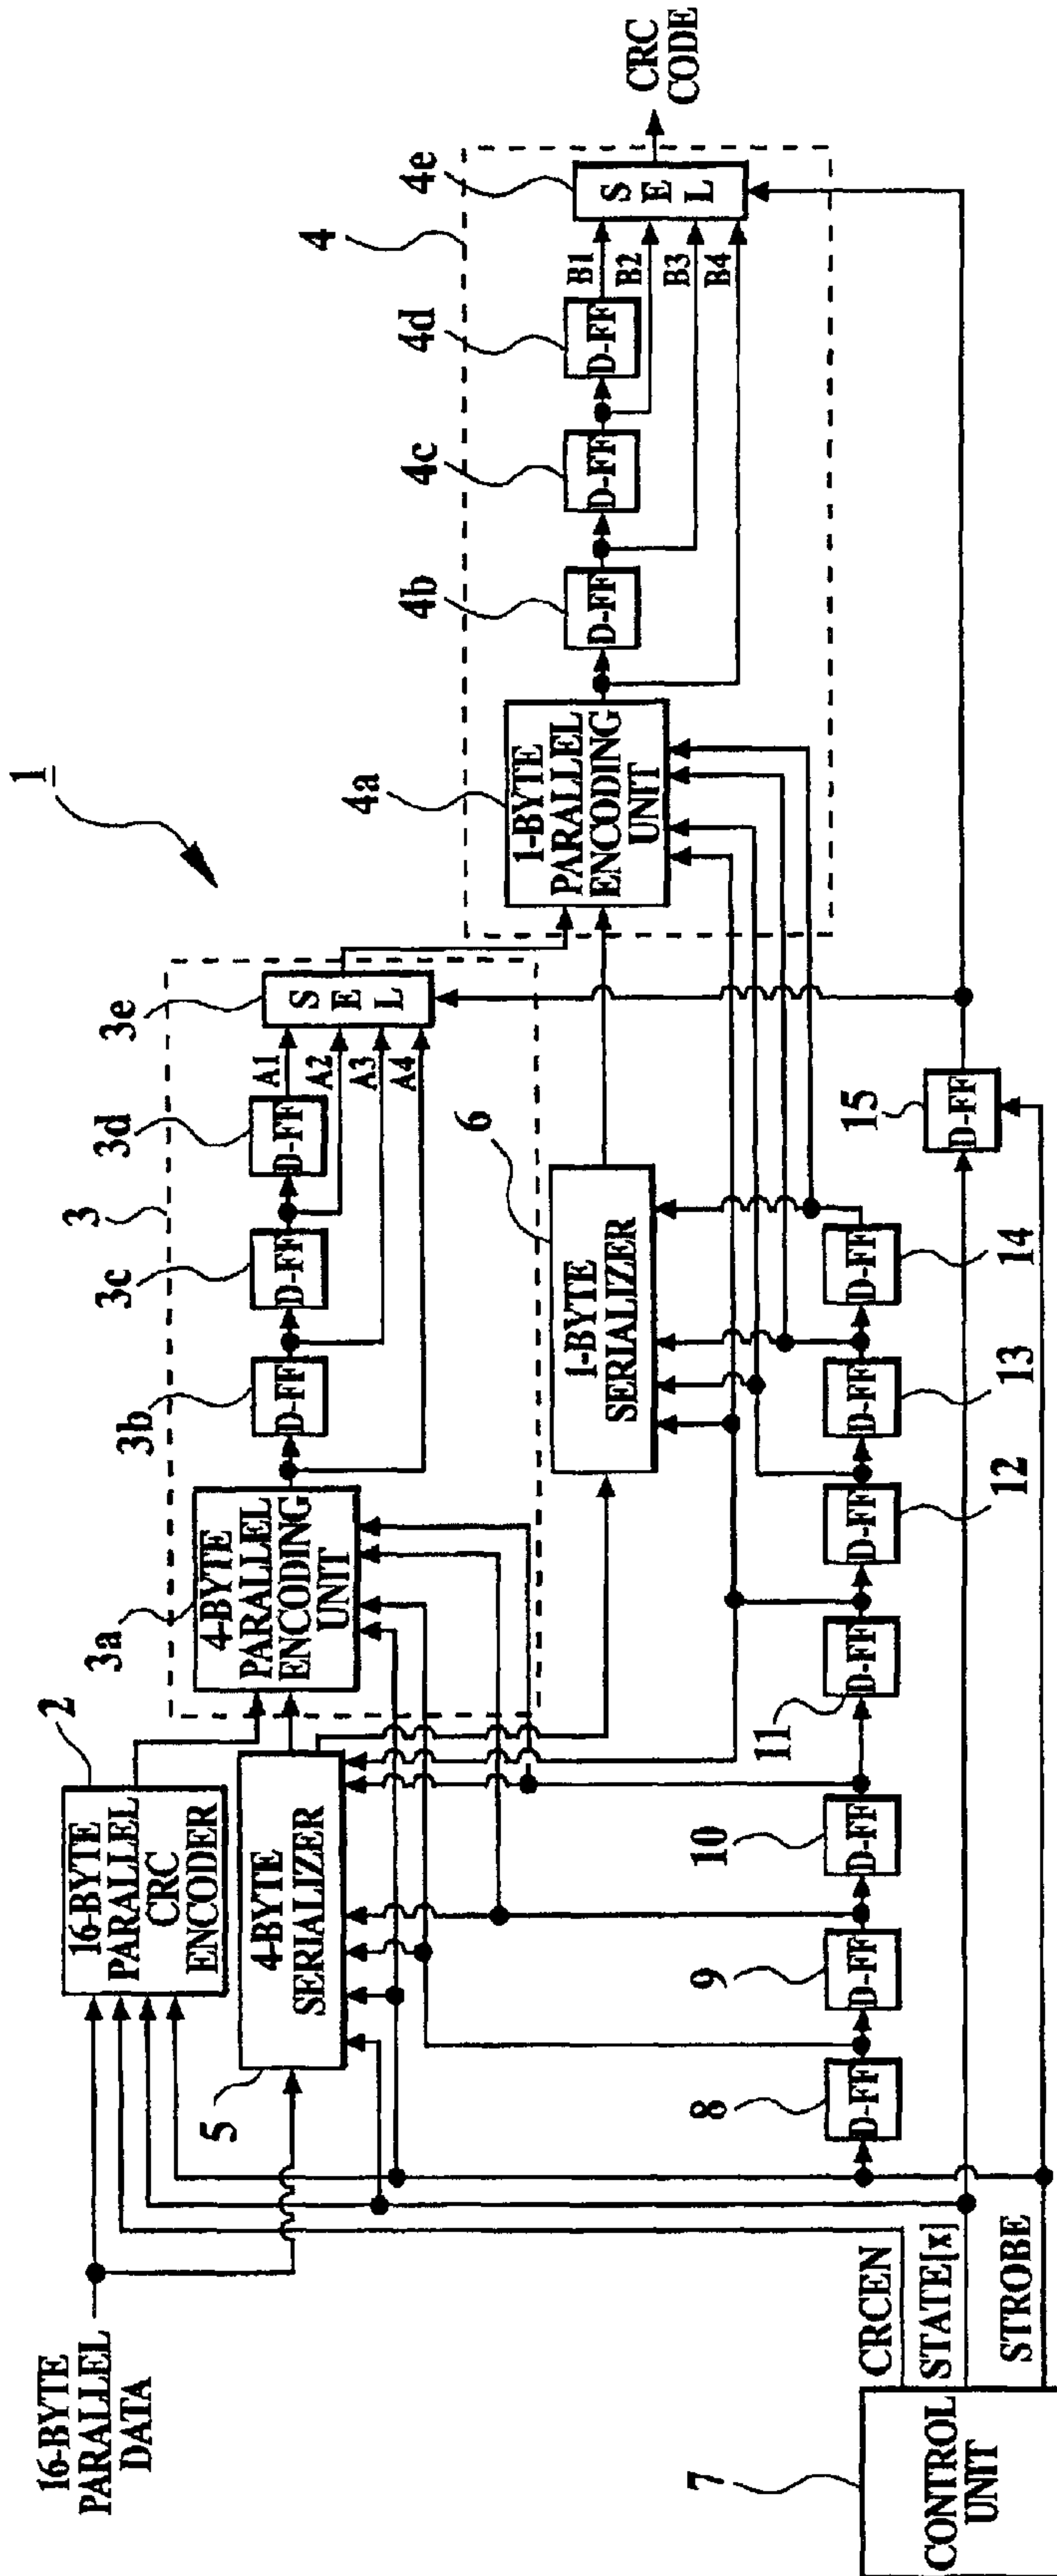 1
16-BYTE
PARALLEL
DATA
2
16-BYTE
PARALLEL
CRC
ENCODER
5
4-BYTE
SERIALIZER
3
3a
4-BYTE
PARALLEL
ENCODING
UNIT
3b
D-FF
3c
D-FF
3d
D-FF
A1
A2
A3
A4
3e
S
E
L
6
1-BYTE
SERIALIZER
4
4a
1-BYTE
PARALLEL
ENCODING
UNIT
4b
D-FF
4c
D-FF
4d
D-FF
B1
B2
B3
B4
4e
S
E
L
CRC
CODE
7
CONTROL
UNIT
CRCEN
STATE[x]
STROBE
8
D-FF
9
D-FF
10
D-FF
11
D-FF
12
D-FF
13
D-FF
14
D-FF
15
D-FF